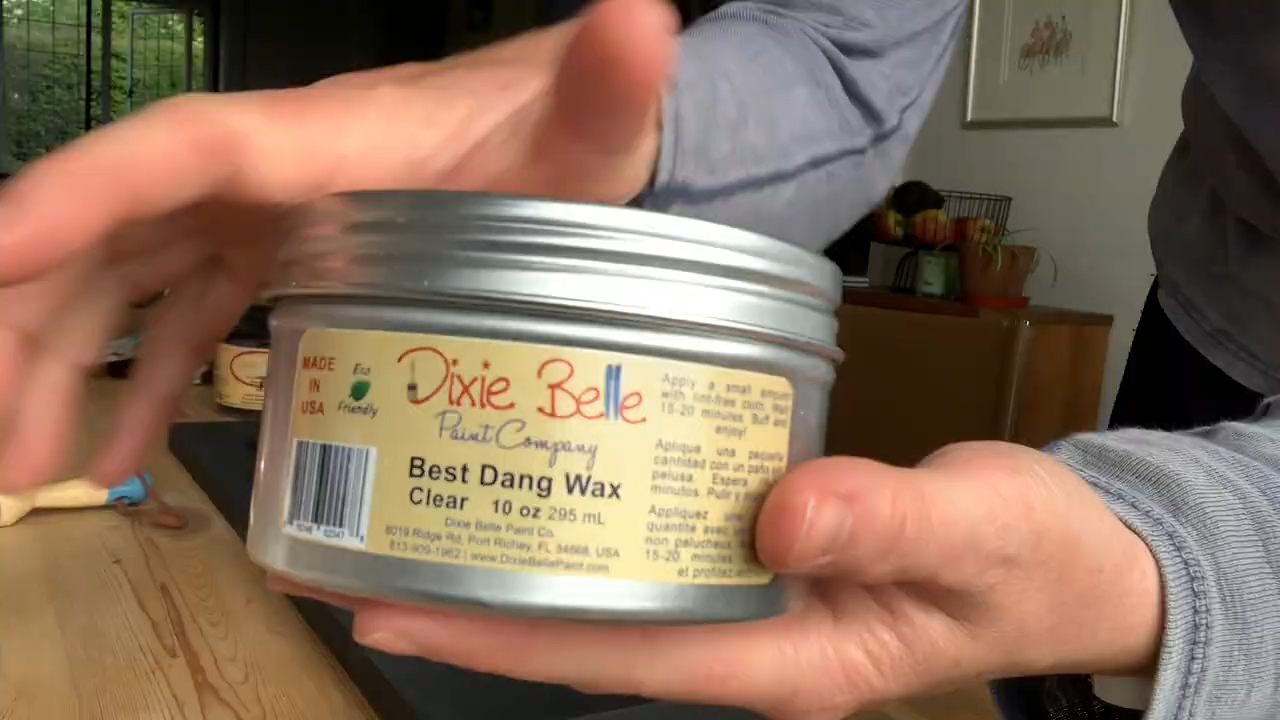 MADE
IN
USA
Eco
Friendly
Dixie Belle
Paint Company
Best Dang Wax
Clear 10 oz 295 mL
Dixie Belle Paint Co.
8019 Ridge Rd, Port Richey, FL 34668, USA
813-909-1962 | www.DixieBellePaint.com
Apply a small amount
with lint-free cloth. Wait
15-20 minutes. Buff and
enjoy!
Aplique una pequeña
cantidad con un paño sin
pelusa. Espera
minutos. Pulir y
Appliquez une
quantité avec
non pelucheux
15-20 minutes
et profitez